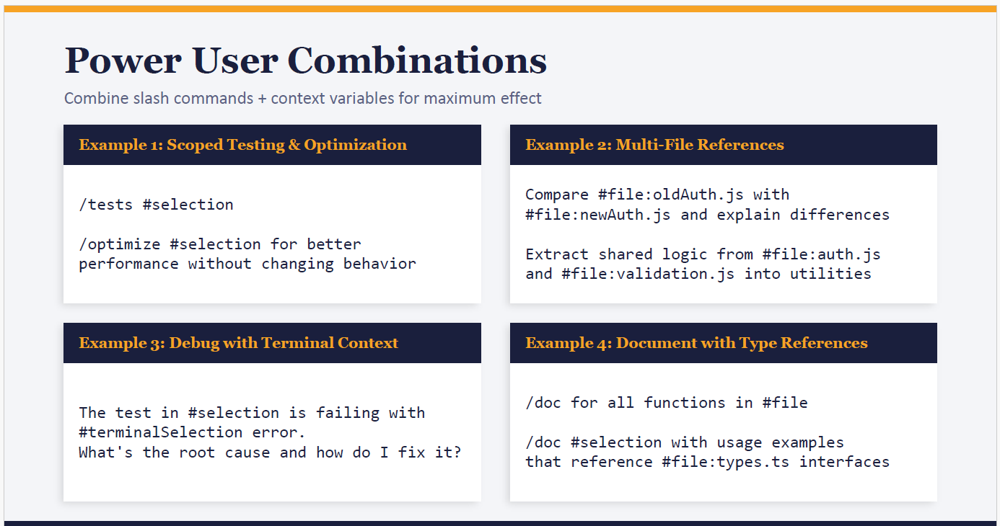 Power User Combinations
Combine slash commands + context variables for maximum effect
Example 1: Scoped Testing & Optimization
/tests #selection
/optimize #selection for better
performance without changing behavior
Example 2: Multi-File References
Compare #file:oldAuth.js with
#file:newAuth.js and explain differences
Extract shared logic from #file:auth.js
and #file:validation.js into utilities
Example 3: Debug with Terminal Context
The test in #selection is failing with
#terminalSelection error.
What's the root cause and how do I fix it?
Example 4: Document with Type References
/doc for all functions in #file
/doc #selection with usage examples
that reference #file:types.ts interfaces